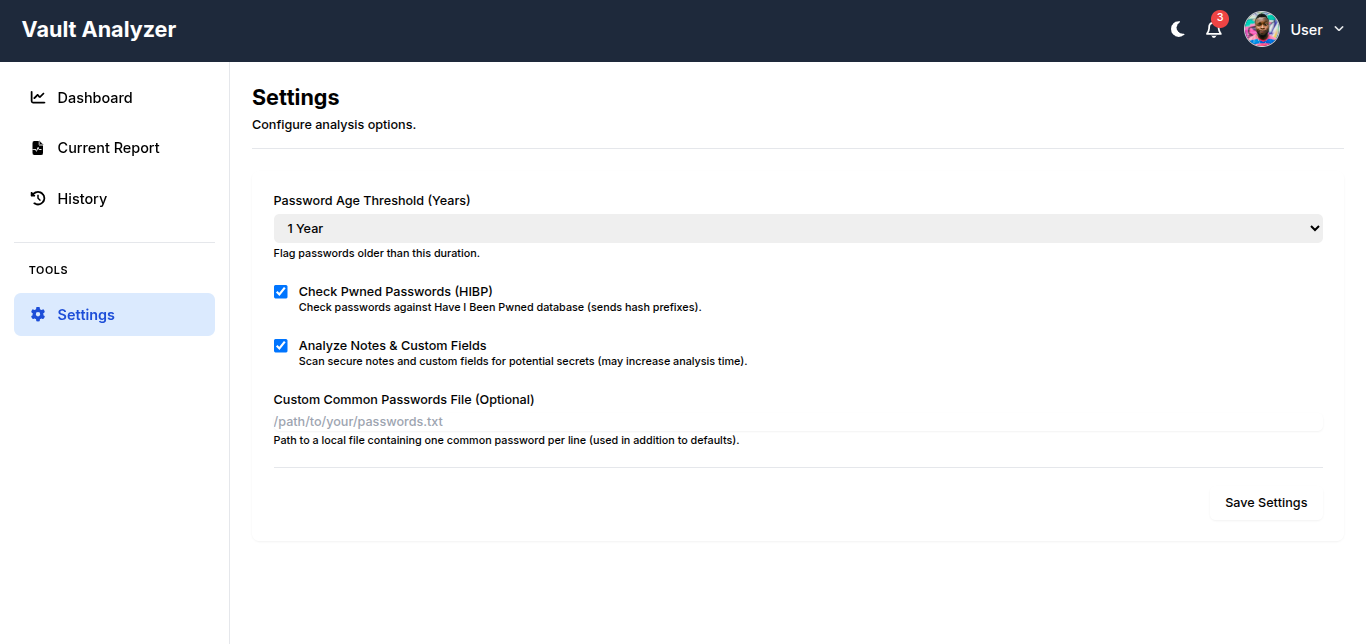 Vault Analyzer
3
User
Dashboard
Current Report
History
TOOLS
Settings
Settings
Configure analysis options.
Password Age Threshold (Years)
1 Year
Flag passwords older than this duration.
Check Pwned Passwords (HIBP)
Check passwords against Have I Been Pwned database (sends hash prefixes).
Analyze Notes & Custom Fields
Scan secure notes and custom fields for potential secrets (may increase analysis time).
Custom Common Passwords File (Optional)
/path/to/your/passwords.txt
Path to a local file containing one common password per line (used in addition to defaults).
Save Settings